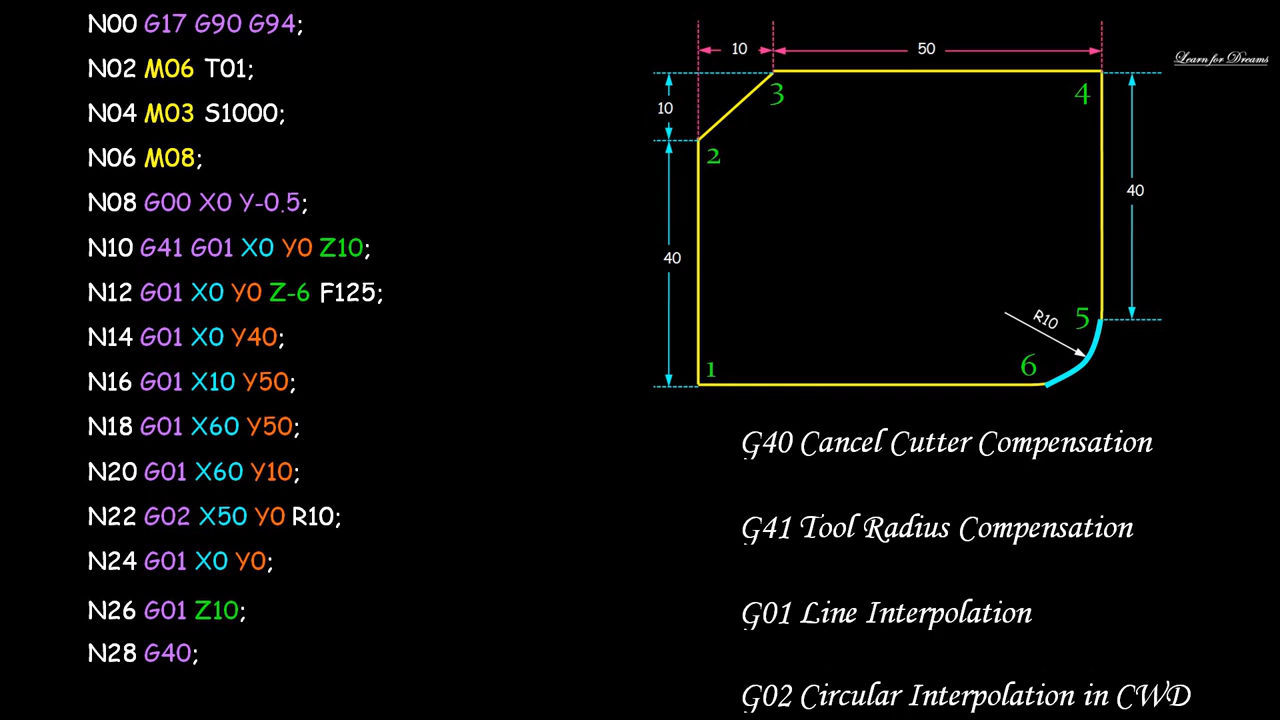 N00 G17 G90 G94;
N02 M06 T01;
N04 M03 S1000;
N06 M08;
N08 G00 X0 Y-0.5;
N10 G41 G01 X0 Y0 Z10;
N12 G01 X0 Y0 Z-6 F125;
N14 G01 X0 Y40;
N16 G01 X10 Y50;
N18 G01 X60 Y50;
N20 G01 X60 Y10;
N22 G02 X50 Y0 R10;
N24 G01 X0 Y0;
N26 G01 Z10;
N28 G40;
10
50
Learn for Dreams
3
4
10
2
40
40
R10
5
6
1
G40 Cancel Cutter Compensation
G41 Tool Radius Compensation
G01 Line Interpolation
G02 Circular Interpolation in CWD